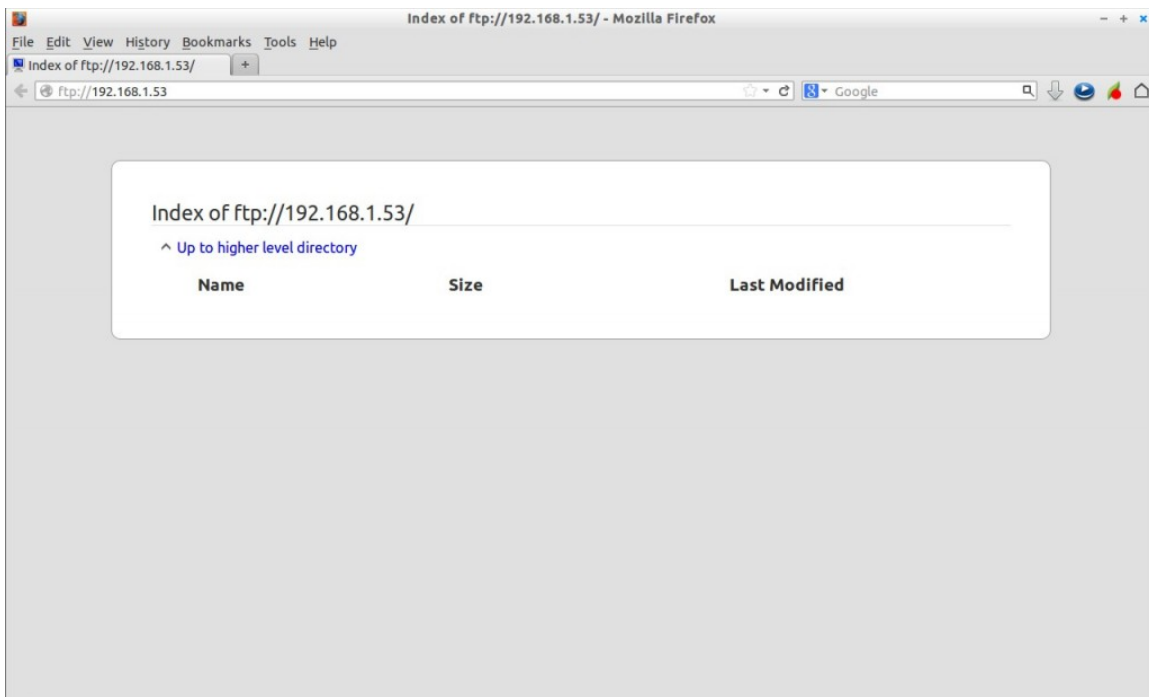 Index of ftp://192.168.1.53/ - Mozilla Firefox
File Edit View History Bookmarks Tools Help
Index of ftp://192.168.1.53/
ftp://192.168.1.53
Google
Index of ftp://192.168.1.53/
Up to higher level directory
Name Size Last Modified